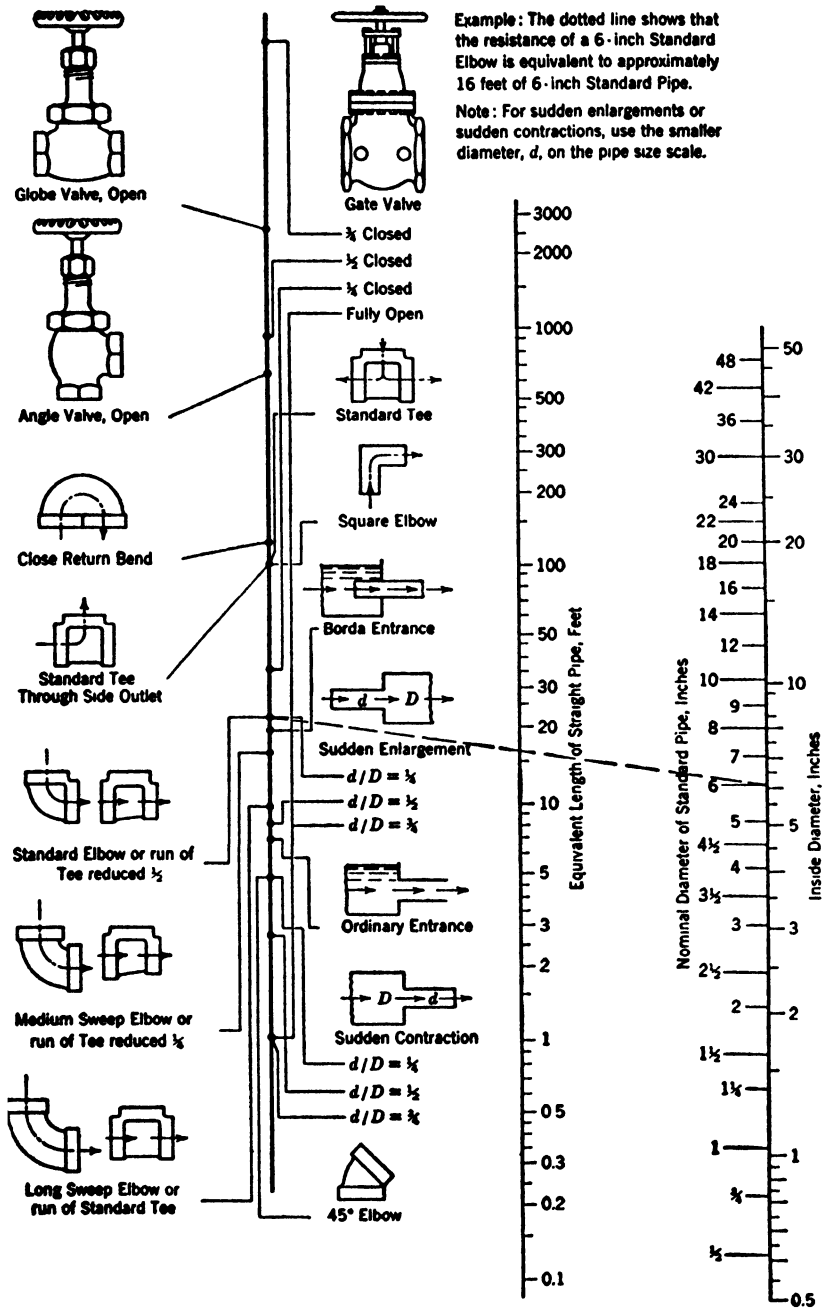 Example: The dotted line shows that
the resistance of a 6-inch Standard
Elbow is equivalent to approximately
16 feet of 6-inch Standard Pipe.
Note: For sudden enlargements or
sudden contractions, use the smaller
diameter, d, on the pipe size scale.
Globe Valve, Open
Gate Valve
¾ Closed
½ Closed
¼ Closed
Fully Open
Angle Valve, Open
Standard Tee
Square Elbow
Close Return Bend
Borda Entrance
Standard Tee
Through Side Outlet
d
D
Sudden Enlargement
d/D = ¼
d/D = ½
d/D = ¾
Standard Elbow or run of
Tee reduced ½
Ordinary Entrance
Medium Sweep Elbow or
run of Tee reduced ¼
D
d
Sudden Contraction
d/D = ¼
d/D = ½
d/D = ¾
Long Sweep Elbow or
run of Standard Tee
45° Elbow
3000
2000
1000
500
300
200
100
50
30
20
10
5
3
2
1
0.5
0.3
0.2
0.1
Equivalent Length of Straight Pipe, Feet
48
42
36
30
24
22
20
18
16
14
12
10
9
8
7
6
5
4½
4
3½
3
2½
2
1½
1¼
1
¾
½
Nominal Diameter of Standard Pipe, Inches
50
30
20
10
5
3
2
1
0.5
Inside Diameter, Inches